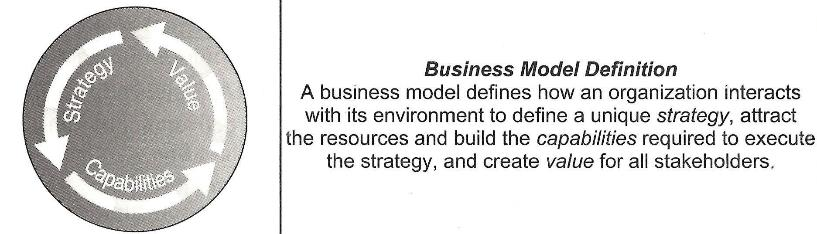 Strategy
Value
Capabilities
Business Model Definition
A business model defines how an organization interacts
with its environment to define a unique strategy, attract
the resources and build the capabilities required to execute
the strategy, and create value for all stakeholders.